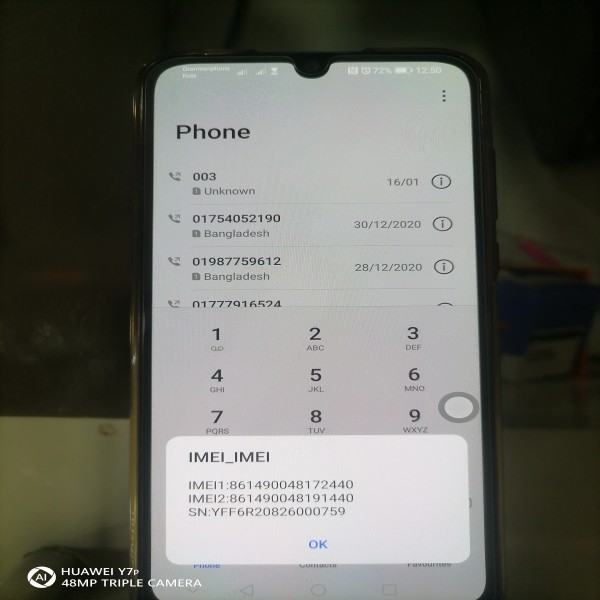 Grameenphone
Robi
72%
12:50
Phone
003
Unknown
16/01
01754052190
Bangladesh
30/12/2020
01987759612
Bangladesh
28/12/2020
01777916524
1 2 3
ABC DEF
4 5 6
GHI JKL MNO
7 8 9
PQRS TUV WXYZ
IMEI_IMEI
IMEI1:861490048172440
IMEI2:861490048191440
SN:YFF6R20826000759
OK
Phone Contacts Favourites
AI HUAWEI Y7p
48MP TRIPLE CAMERA